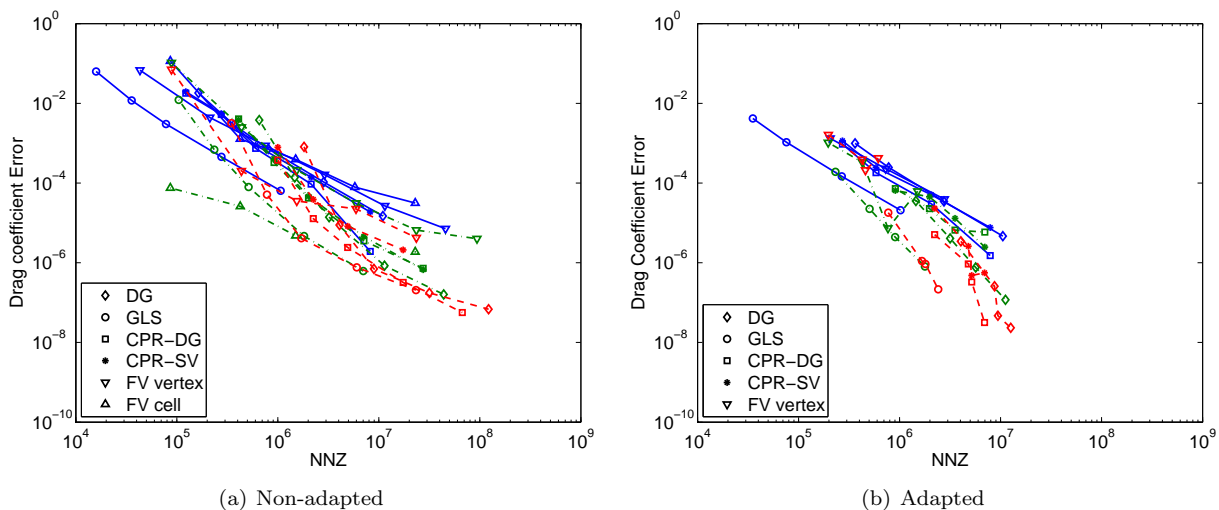 10^0
10^−2
10^−4
10^−6
10^−8
10^−10
Drag coefficient Error
DG
GLS
CPR−DG
CPR−SV
FV vertex
FV cell
10^4 10^5 10^6 10^7 10^8 10^9
NNZ
(a) Non-adapted
10^0
10^−2
10^−4
10^−6
10^−8
10^−10
Drag Coefficient Error
DG
GLS
CPR−DG
CPR−SV
FV vertex
10^4 10^5 10^6 10^7 10^8 10^9
NNZ
(b) Adapted